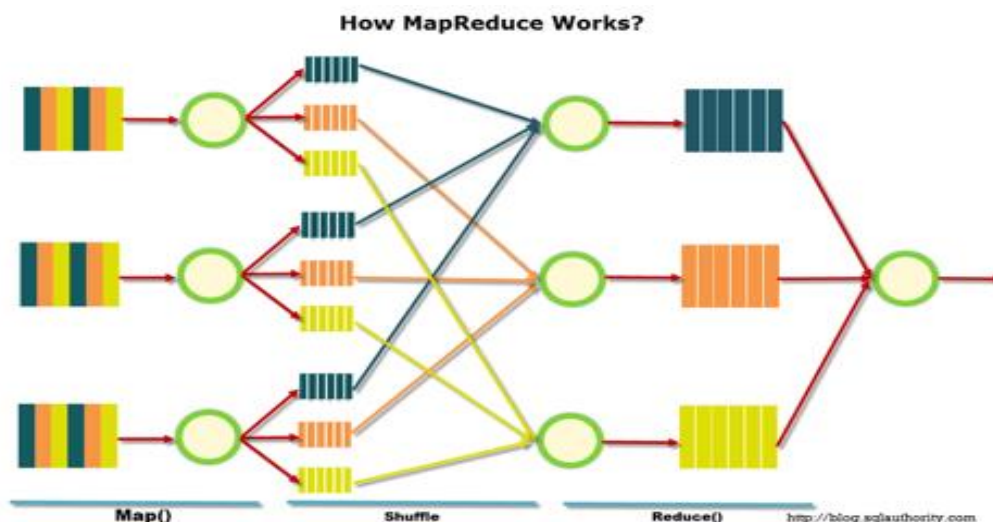 How MapReduce Works?
Map()
Shuffle
Reduce()
http://blog.sqlauthority.com